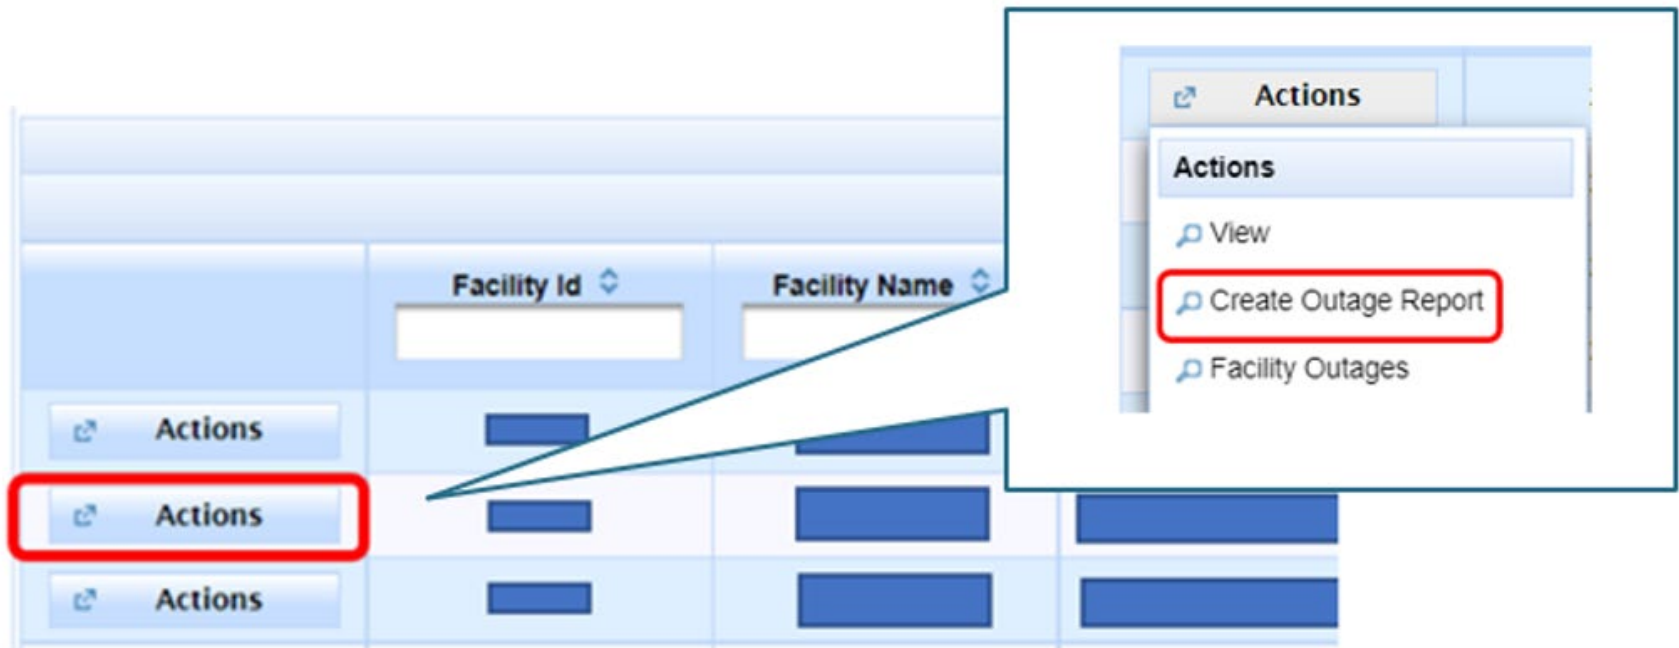 Actions
Actions
View
Create Outage Report
Facility Outages
Facility Id Facility Name
Actions
Actions
Actions